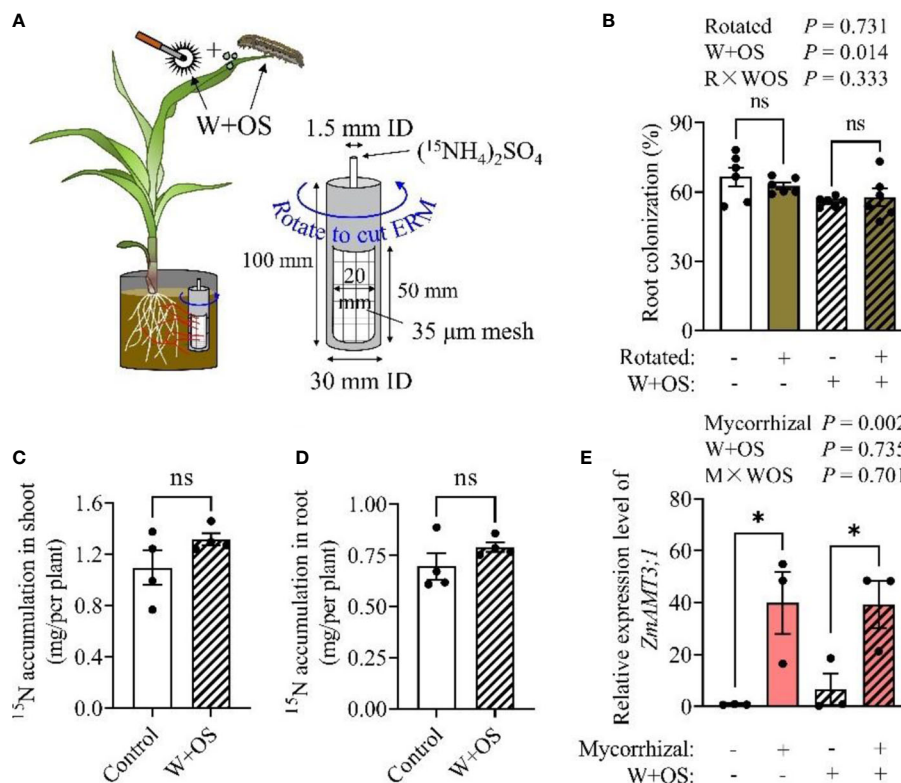 A
+
W+OS
1.5 mm ID
(¹⁵NH₄)₂SO₄
Rotate to cut ERM
100 mm
20 mm
50 mm
35 μm mesh
30 mm ID
B
Rotated P = 0.731
W+OS P = 0.014
R×WOS P = 0.333
ns
ns
Root colonization (%)
90
60
30
0
Rotated: - + - +
W+OS: - - + +
C
ns
¹⁵N accumulation in shoot
(mg/per plant)
1.6
1.2
0.8
0.4
0.0
Control
W+OS
D
ns
¹⁵N accumulation in root
(mg/per plant)
1.00
0.75
0.50
0.25
0.00
Control
W+OS
Mycorrhizal P = 0.002
W+OS P = 0.735
M×WOS P = 0.701
E
* *
Relative expression level of
ZmAMT3;1
80
60
40
20
0
Mycorrhizal: - + - +
W+OS: - - + +